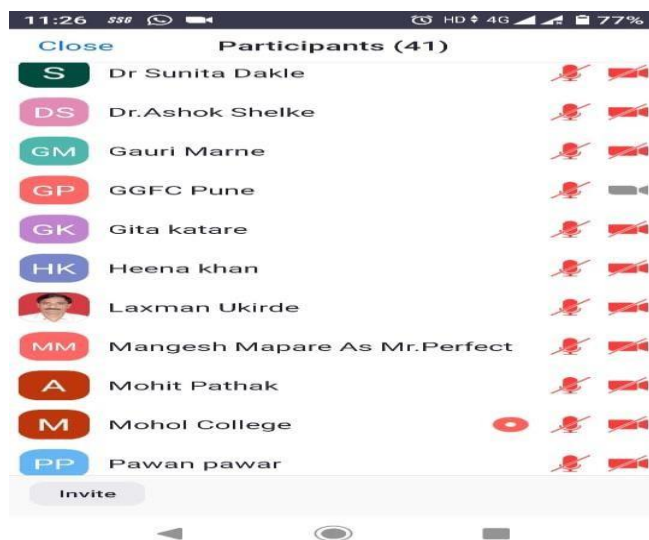 11:26 SSG HD 4G 77%
Close Participants (41)
S Dr Sunita Dakle
DS Dr.Ashok Shelke
GM Gauri Marne
GP GGFC Pune
GK Gita katare
HK Heena khan
Laxman Ukirde
MM Mangesh Mapare As Mr.Perfect
A Mohit Pathak
M Mohol College
PP Pawan pawar
Invite